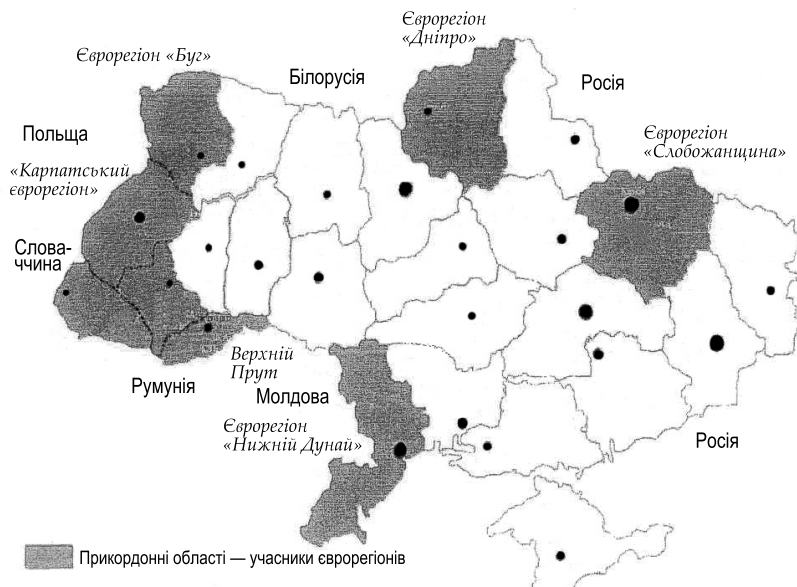 Єврорегіон
«Дніпро»
Єврорегіон «Буг»
Білорусія
Росія
Польща
Єврорегіон
«Слобожанщина»
«Карпатський
єврорегіон»
Слова-
ччина
Верхній
Прут
Румунія
Молдова
Єврорегіон
«Нижній Дунай»
Росія
Прикордонні області — учасники єврорегіонів